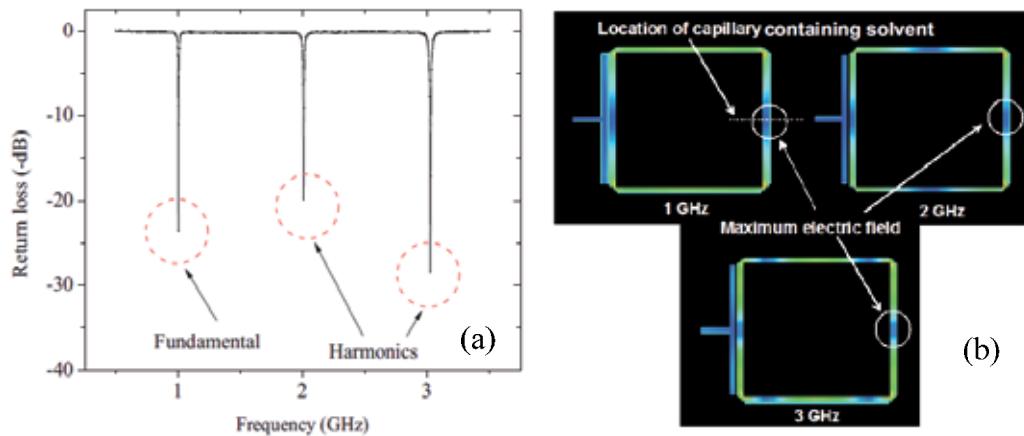 0
-10
-20
-30
-40
Return loss (-dB)
1
2
3
Frequency (GHz)
Fundamental
Harmonics
(a)
Location of capillary containing solvent
1 GHz
2 GHz
Maximum electric field
3 GHz
(b)